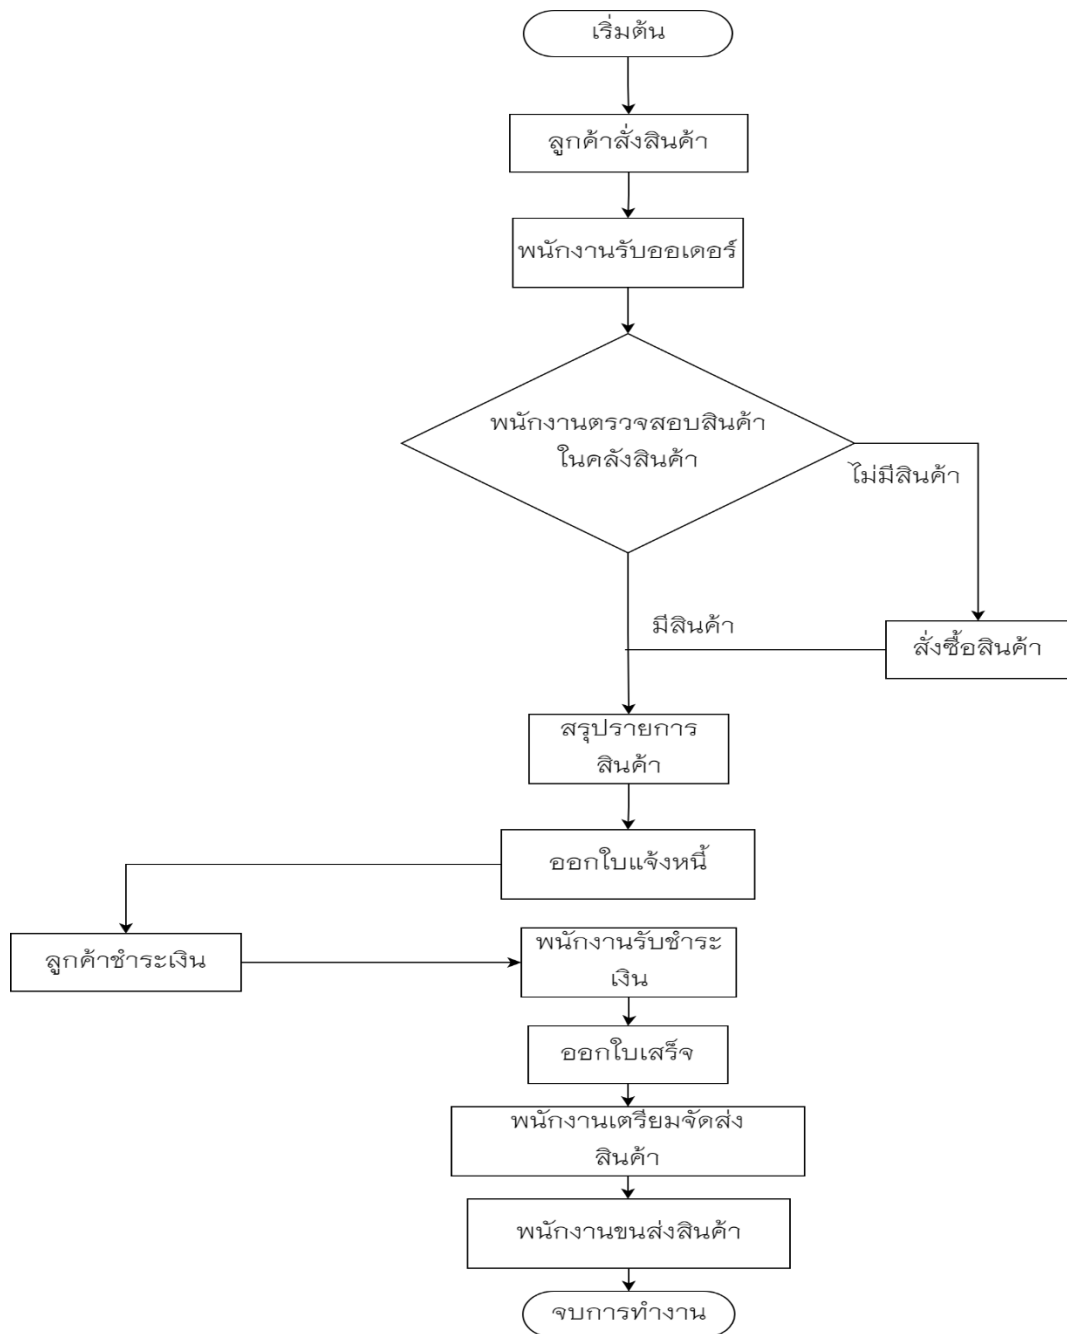 เริ่มต้น
ลูกค้าสั่งสินค้า
พนักงานรับออเดอร์
พนักงานตรวจสอบสินค้า
ในคลังสินค้า
ไม่มีสินค้า
มีสินค้า
สั่งซื้อสินค้า
สรุปรายการ
สินค้า
ออกใบแจ้งหนี้
ลูกค้าชำระเงิน
พนักงานรับชำระ
เงิน
ออกใบเสร็จ
พนักงานเตรียมจัดส่ง
สินค้า
พนักงานขนส่งสินค้า
จบการทำงาน